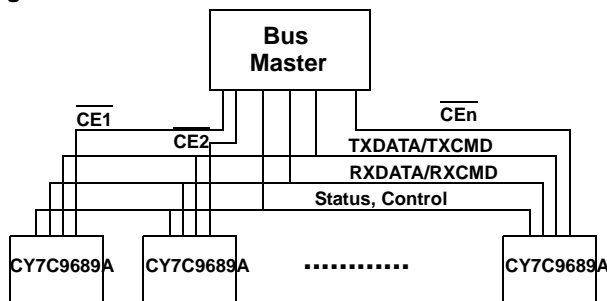 Bus
Master
CE1
CE2
CEn
TXDATA/TXCMD
RXDATA/RXCMD
Status, Control
CY7C9689A
CY7C9689A
............
CY7C9689A